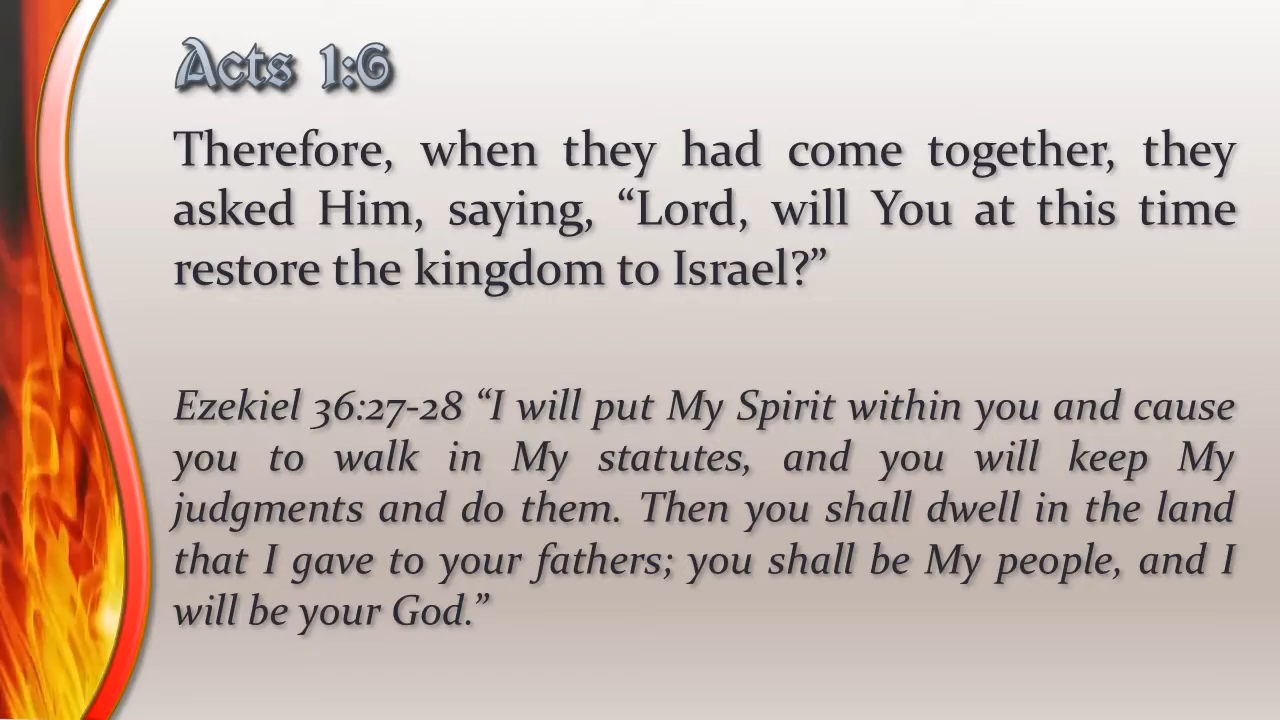 Acts 1:6
Therefore, when they had come together, they
asked Him, saying, “Lord, will You at this time
restore the kingdom to Israel?”
Ezekiel 36:27-28 “I will put My Spirit within you and cause
you to walk in My statutes, and you will keep My
judgments and do them. Then you shall dwell in the land
that I gave to your fathers; you shall be My people, and I
will be your God.”